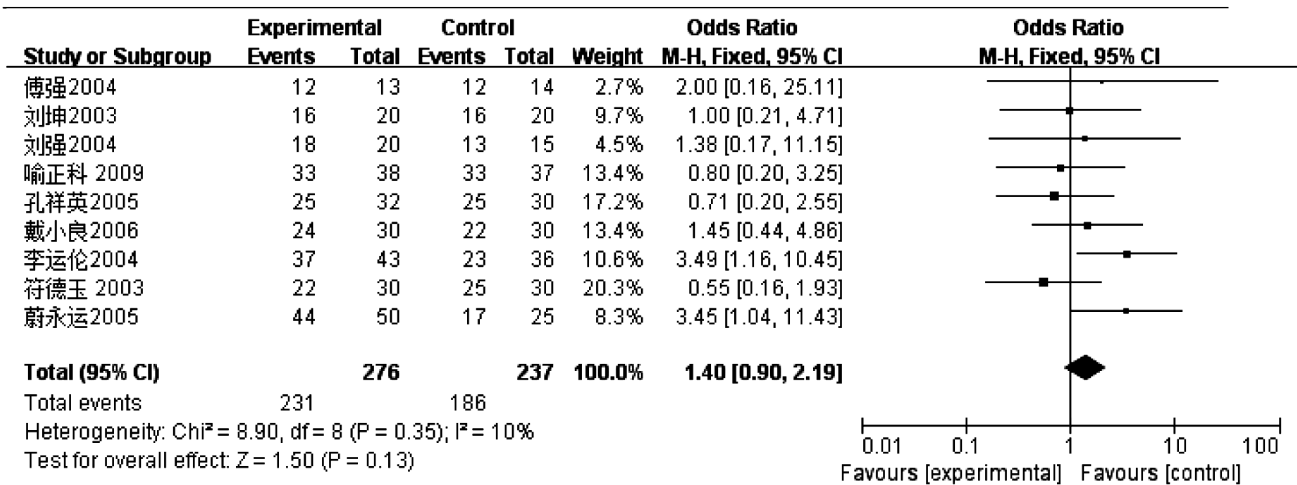 Experimental Control Odds Ratio Odds Ratio
Study or Subgroup Events Total Events Total Weight M-H, Fixed, 95% CI M-H, Fixed, 95% CI
傅强2004 12 13 12 14 2.7% 2.00 [0.16, 25.11]
刘坤2003 16 20 16 20 9.7% 1.00 [0.21, 4.71]
刘强2004 18 20 13 15 4.5% 1.38 [0.17, 11.15]
喻正科 2009 33 38 33 37 13.4% 0.80 [0.20, 3.25]
孔祥英2005 25 32 25 30 17.2% 0.71 [0.20, 2.55]
戴小良2006 24 30 22 30 13.4% 1.45 [0.44, 4.86]
李运伦2004 37 43 23 36 10.6% 3.49 [1.16, 10.45]
符德玉 2003 22 30 25 30 20.3% 0.55 [0.16, 1.93]
蔚永运2005 44 50 17 25 8.3% 3.45 [1.04, 11.43]
Total (95% CI) 276 237 100.0% 1.40 [0.90, 2.19]
Total events 231 186
Heterogeneity: Chi² = 8.90, df = 8 (P = 0.35); I² = 10%
Test for overall effect: Z = 1.50 (P = 0.13)
0.01 0.1 1 10 100
Favours [experimental] Favours [control]